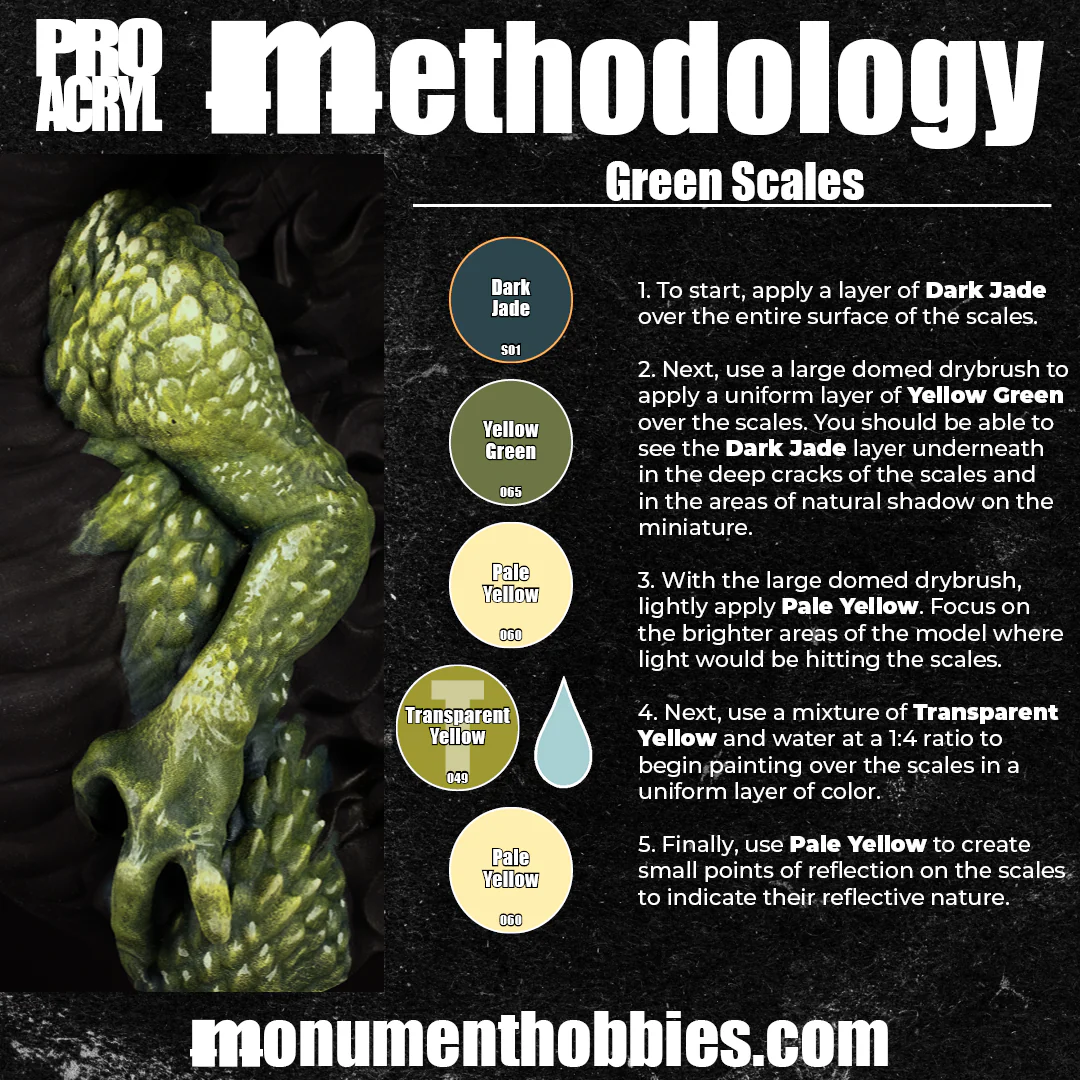 PRO
ACRYL
methodology
Green Scales
Dark
Jade
S01
Yellow
Green
065
Pale
Yellow
060
T
Transparent
Yellow
049
Pale
Yellow
060
1. To start, apply a layer of Dark Jade
over the entire surface of the scales.
2. Next, use a large domed drybrush to
apply a uniform layer of Yellow Green
over the scales. You should be able to
see the Dark Jade layer underneath
in the deep cracks of the scales and
in the areas of natural shadow on the
miniature.
3. With the large domed drybrush,
lightly apply Pale Yellow. Focus on
the brighter areas of the model where
light would be hitting the scales.
4. Next, use a mixture of Transparent
Yellow and water at a 1:4 ratio to
begin painting over the scales in a
uniform layer of color.
5. Finally, use Pale Yellow to create
small points of reflection on the scales
to indicate their reflective nature.
monumenthobbies.com